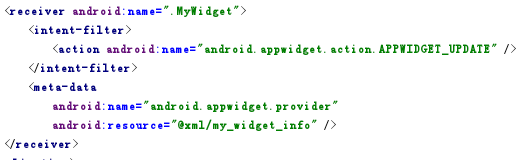 <receiver android:name=".MyWidget">
<intent-filter>
<action android:name="android.appwidget.action.APPWIDGET_UPDATE" />
</intent-filter>
<meta-data
android:name="android.appwidget.provider"
android:resource="@xml/my_widget_info" />
</receiver>